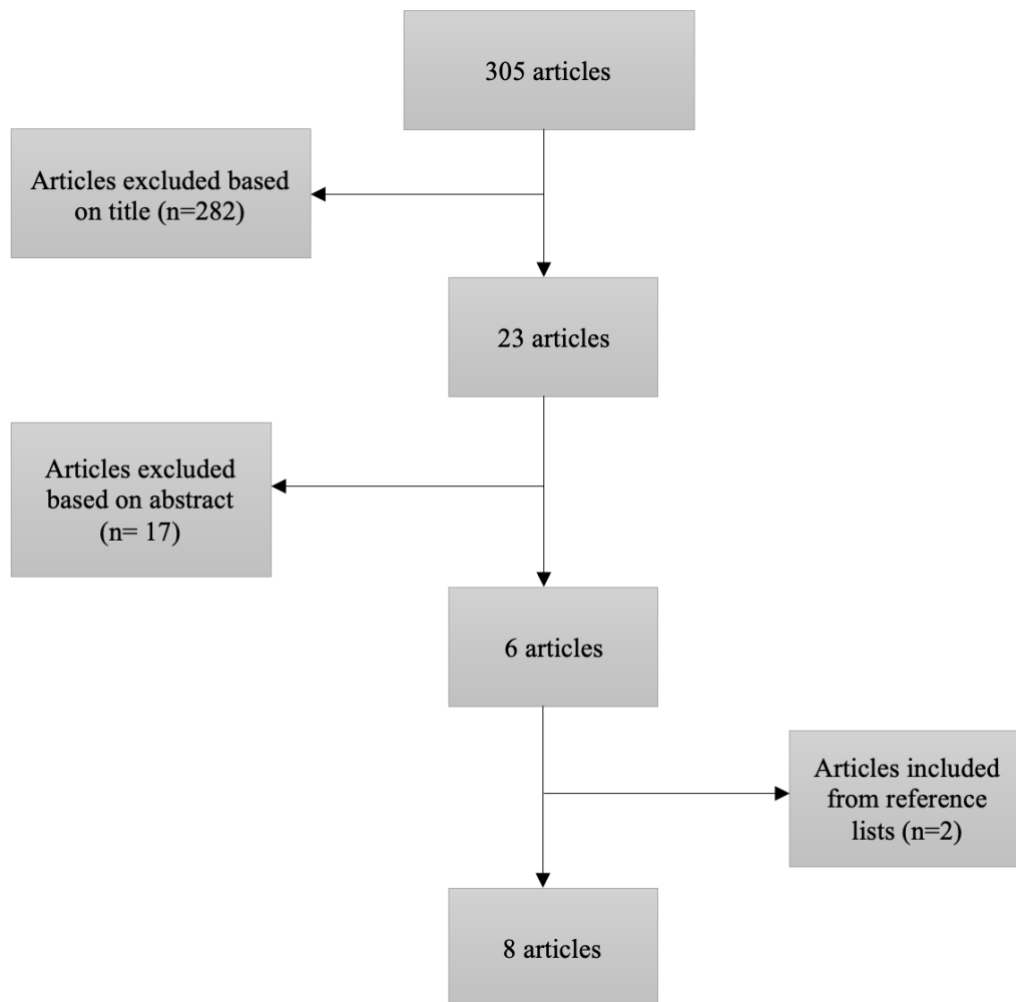 305 articles
Articles excluded based
on title (n=282)
23 articles
Articles excluded
based on abstract
(n= 17)
6 articles
Articles included
from reference
lists (n=2)
8 articles